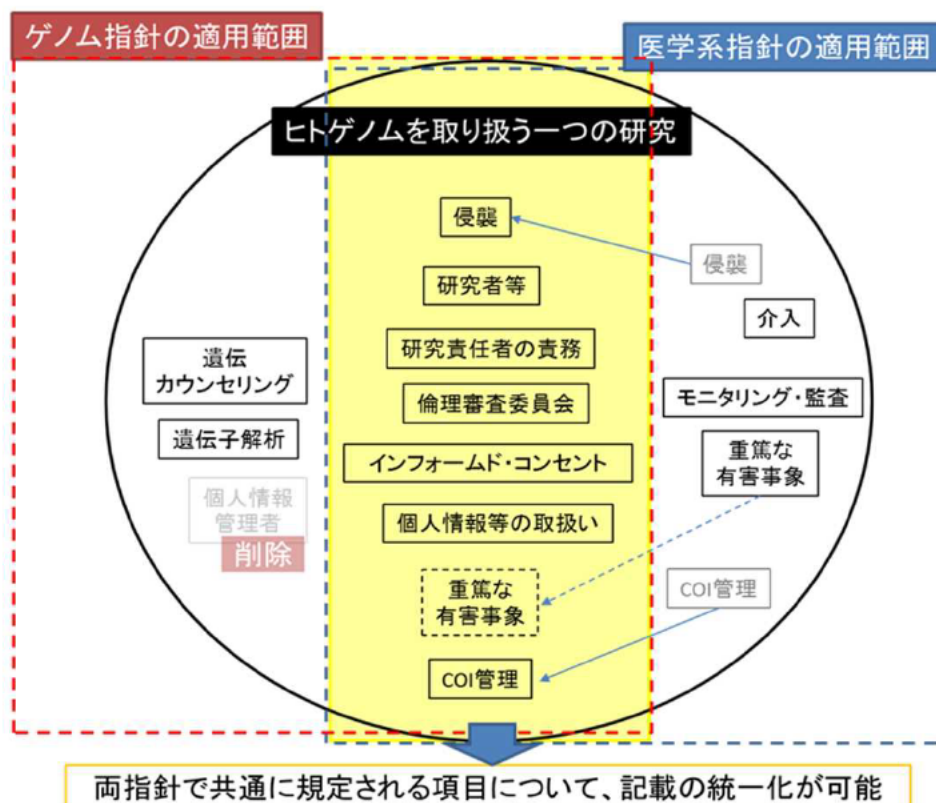 ゲノム指針の適用範囲
医学系指針の適用範囲
ヒトゲノムを取り扱う一つの研究
侵襲
侵襲
研究者等
介入
研究責任者の責務
遺伝
カウンセリング
倫理審査委員会
モニタリング・監査
遺伝子解析
重篤な
有害事象
インフォームド・コンセント
個人情報
管理者
削除
個人情報等の取扱い
重篤な
有害事象
COI管理
COI管理
両指針で共通に規定される項目について、記載の統一化が可能